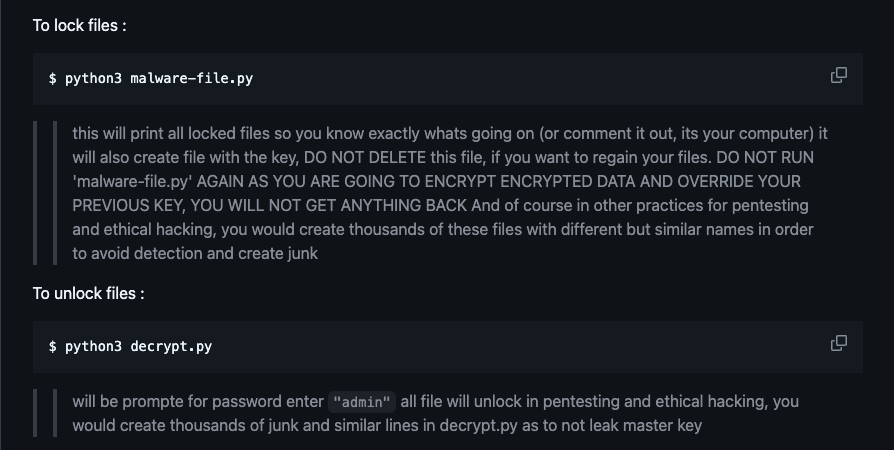 To lock files :
$ python3 malware-file.py
this will print all locked files so you know exactly whats going on (or comment it out, its your computer) it
will also create file with the key, DO NOT DELETE this file, if you want to regain your files. DO NOT RUN
'malware-file.py' AGAIN AS YOU ARE GOING TO ENCRYPT ENCRYPTED DATA AND OVERRIDE YOUR
PREVIOUS KEY, YOU WILL NOT GET ANYTHING BACK And of course in other practices for pentesting
and ethical hacking, you would create thousands of these files with different but similar names in order
to avoid detection and create junk
To unlock files :
$ python3 decrypt.py
will be prompte for password enter "admin" all file will unlock in pentesting and ethical hacking, you
would create thousands of junk and similar lines in decrypt.py as to not leak master key